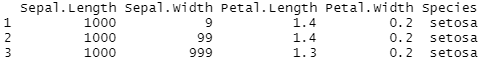 Sepal.Length Sepal.Width Petal.Length Petal.Width Species
1 1000 9 1.4 0.2 setosa
2 1000 99 1.4 0.2 setosa
3 1000 999 1.3 0.2 setosa